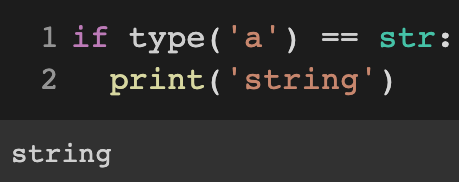 1 if type('a') == str:
2   print('string')
string